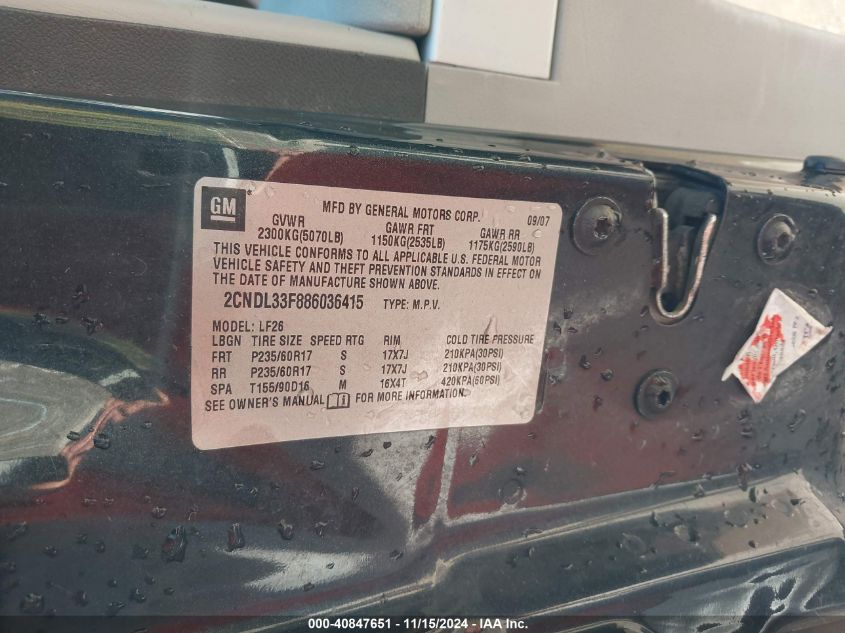 GM
MFD BY GENERAL MOTORS CORP. 09/07
GVWR GAWR FRT GAWR RR
2300KG(5070LB) 1150KG(2535LB) 1175KG(2590LB)
THIS VEHICLE CONFORMS TO ALL APPLICABLE U.S. FEDERAL MOTOR
VEHICLE SAFETY AND THEFT PREVENTION STANDARDS IN EFFECT ON
THE DATE OF MANUFACTURE SHOWN ABOVE.
2CNDL33F886036415 TYPE: M.P.V.
MODEL: LF26
LBGN TIRE SIZE SPEED RTG RIM COLD TIRE PRESSURE
FRT P235/60R17 S 17X7J 210KPA(30PSI)
RR P235/60R17 S 17X7J 210KPA(30PSI)
SPA T155/90D16 M 16X4T 420KPA(60PSI)
SEE OWNER'S MANUAL FOR MORE INFORMATION.
000-40847651 - 11/15/2024 - IAA Inc.